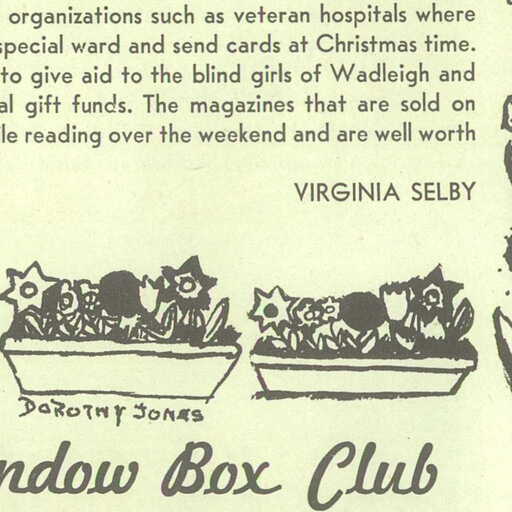 organizations such as veteran hospitals where
special ward and send cards at Christmas time.
to give aid to the blind girls of Wadleigh and
al gift funds. The magazines that are sold on
ile reading over the weekend and are well worth
VIRGINIA SELBY
DOROTHY JONES
ndow Box Club